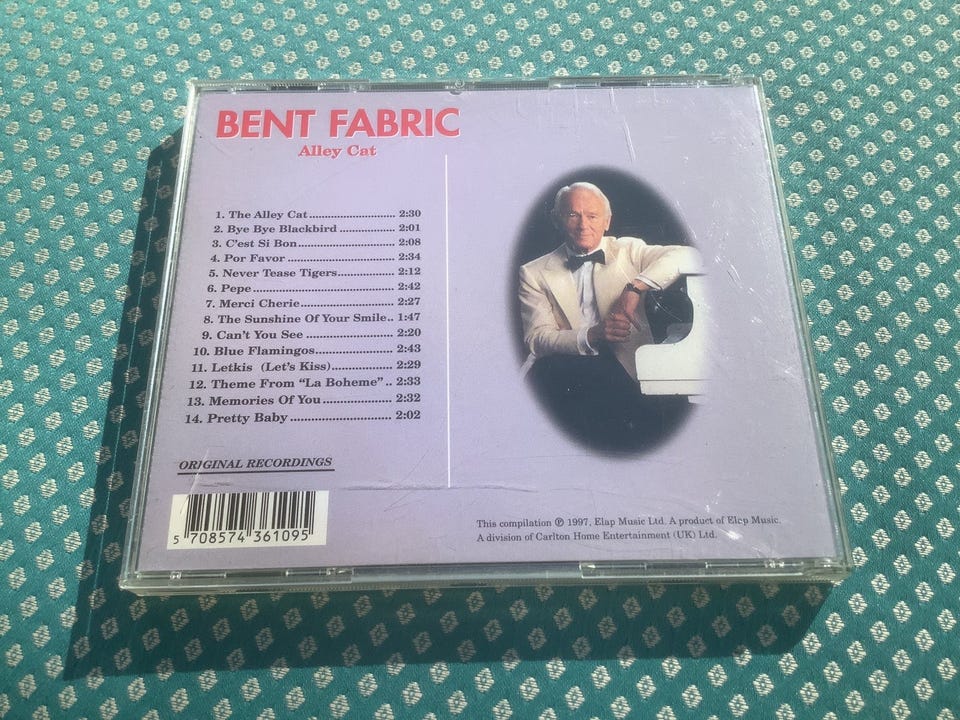 BENT FABRIC
Alley Cat
1. The Alley Cat ........................... 2:30
2. Bye Bye Blackbird ................. 2:01
3. C'est Si Bon .............................. 2:08
4. Por Favor ................................. 2:34
5. Never Tease Tigers ................. 2:12
6. Pepe ........................................... 2:42
7. Merci Cherie ............................. 2:27
8. The Sunshine Of Your Smile .. 1:47
9. Can't You See ........................... 2:20
10. Blue Flamingos ........................ 2:43
11. Letkis (Let's Kiss) ................... 2:29
12. Theme From "La Boheme" .. 2:33
13. Memories Of You ..................... 2:32
14. Pretty Baby ............................... 2:02
ORIGINAL RECORDINGS
5 708574 361095
This compilation ℗ 1997, Elap Music Ltd. A product of Elap Music.
A division of Carlton Home Entertainment (UK) Ltd.